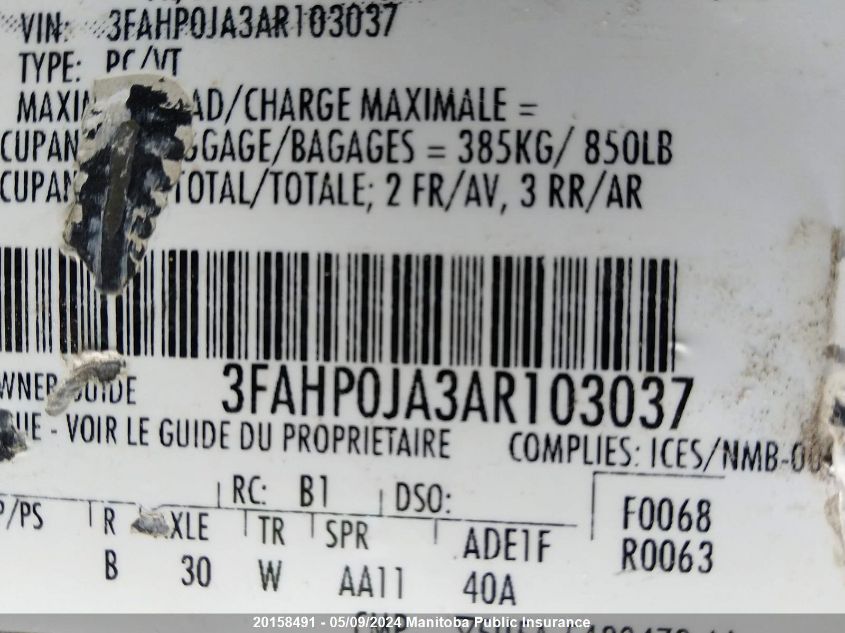 VIN: 3FAHP0JA3AR103037
TYPE: PC/VT
MAXIM AD/CHARGE MAXIMALE =
CUPAN GGAGE/BAGAGES = 385KG/ 850LB
CUPAN TOTAL/TOTALE; 2 FR/AV, 3 RR/AR
WNER GUIDE 3FAHP0JA3AR103037
UE - VOIR LE GUIDE DU PROPRIETAIRE COMPLIES: ICES/NMB-00
RC: B1 DSO:
P/PS R XLE TR SPR ADE1F F0068
B 30 W AA11 40A R0063
20158491 - 05/09/2024 Manitoba Public Insurance